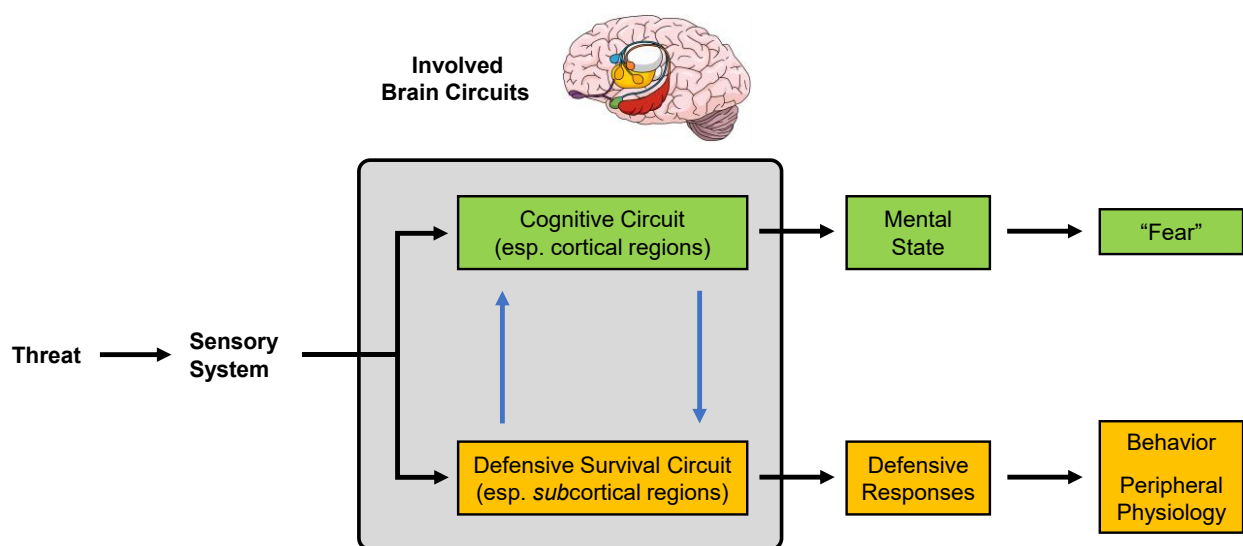 Involved
Brain Circuits
Cognitive Circuit
(esp. cortical regions)
Mental
State
“Fear”
Threat
Sensory
System
Defensive Survival Circuit
(esp. subcortical regions)
Defensive
Responses
Behavior
Peripheral
Physiology